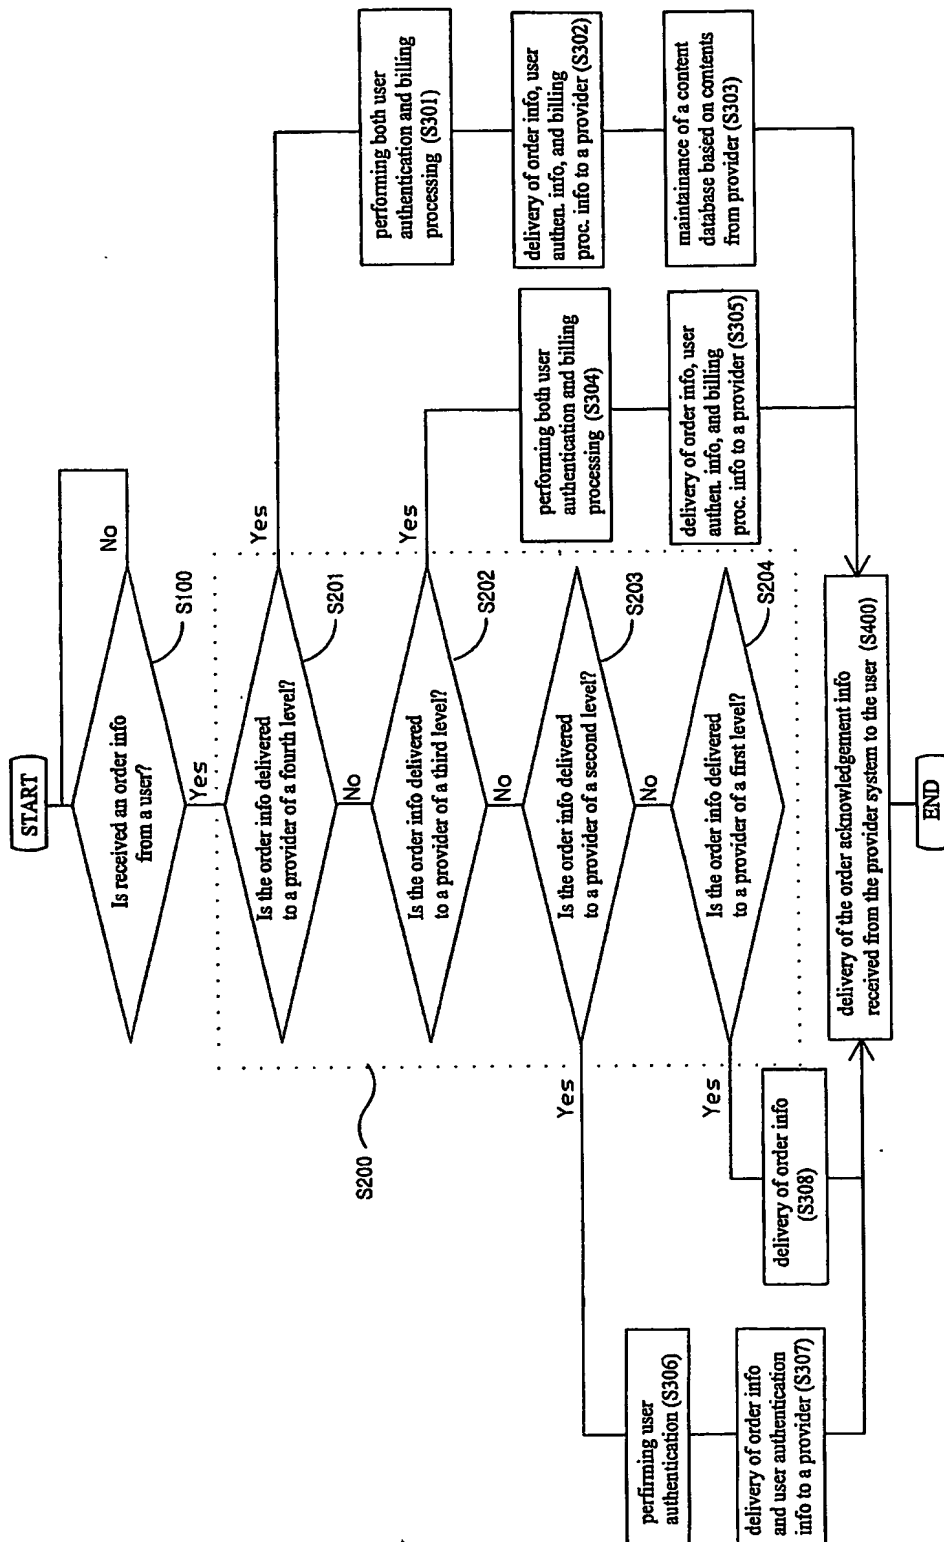 START
Is received an order info
from a user?
No
S100
Yes
Is the order info delivered
to a provider of a fourth level?
Yes
S201
No
Is the order info delivered
to a provider of a third level?
Yes
S202
No
Is the order info delivered
to a provider of a second level?
Yes
S203
No
Is the order info delivered
to a provider of a first level?
Yes
S204
S200
performing both user
authentication and billing
processing (S301)
delivery of order info, user
authen. info, and billing
proc. info to a provider (S302)
maintainance of a content
database based on contents
from provider (S303)
performing both user
authentication and billing
processing (S304)
delivery of order info, user
authen. info, and billing
proc. info to a provider (S305)
perfirming user
authentication (S306)
delivery of order info
and user authentication
info to a provider (S307)
delivery of order info
(S308)
delivery of the order acknowledgement info
received from the provider system to the user (S400)
END